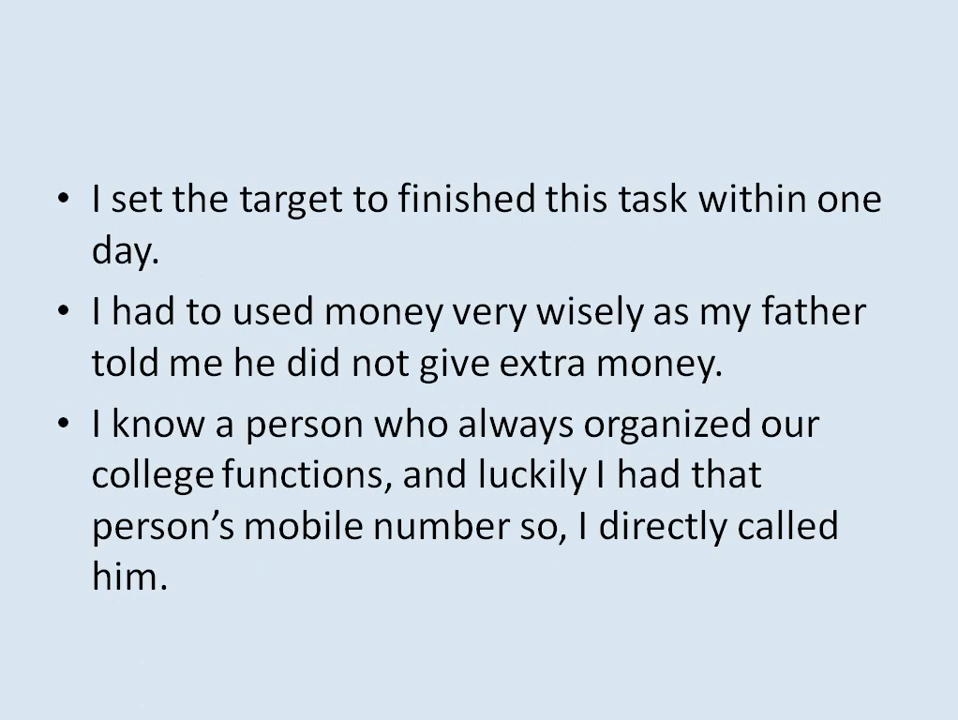 • I set the target to finished this task within one
day.
• I had to used money very wisely as my father
told me he did not give extra money.
• I know a person who always organized our
college functions, and luckily I had that
person’s mobile number so, I directly called
him.